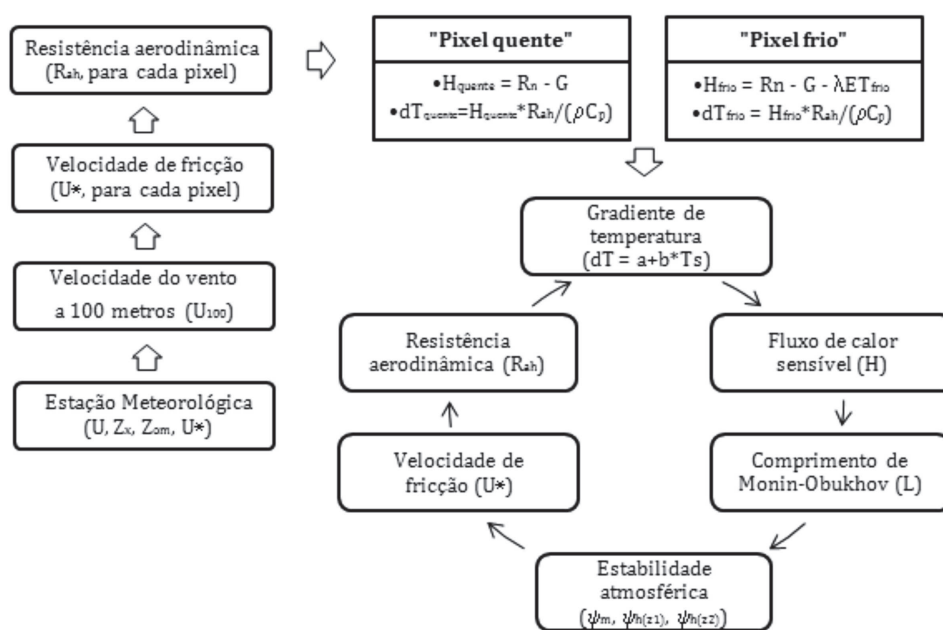 Resistência aerodinâmica
(Rah, para cada pixel)
Velocidade de fricção
(U*, para cada pixel)
Velocidade do vento
a 100 metros (U100)
Estação Meteorológica
(U, Zx, Zom, U*)
"Pixel quente"
•Hquente = Rn - G
•dTquente=Hquente*Rah/(ρCp)
"Pixel frio"
•Hfrio = Rn - G - λETfrio
•dTfrio = Hfrio*Rah/(ρCp)
Gradiente de
temperatura
(dT = a+b*Ts)
Fluxo de calor
sensível (H)
Comprimento de
Monin-Obukhov (L)
Estabilidade
atmosférica
(ψm, ψh(z1), ψh(z2))
Velocidade de
fricção (U*)
Resistência
aerodinâmica (Rah)